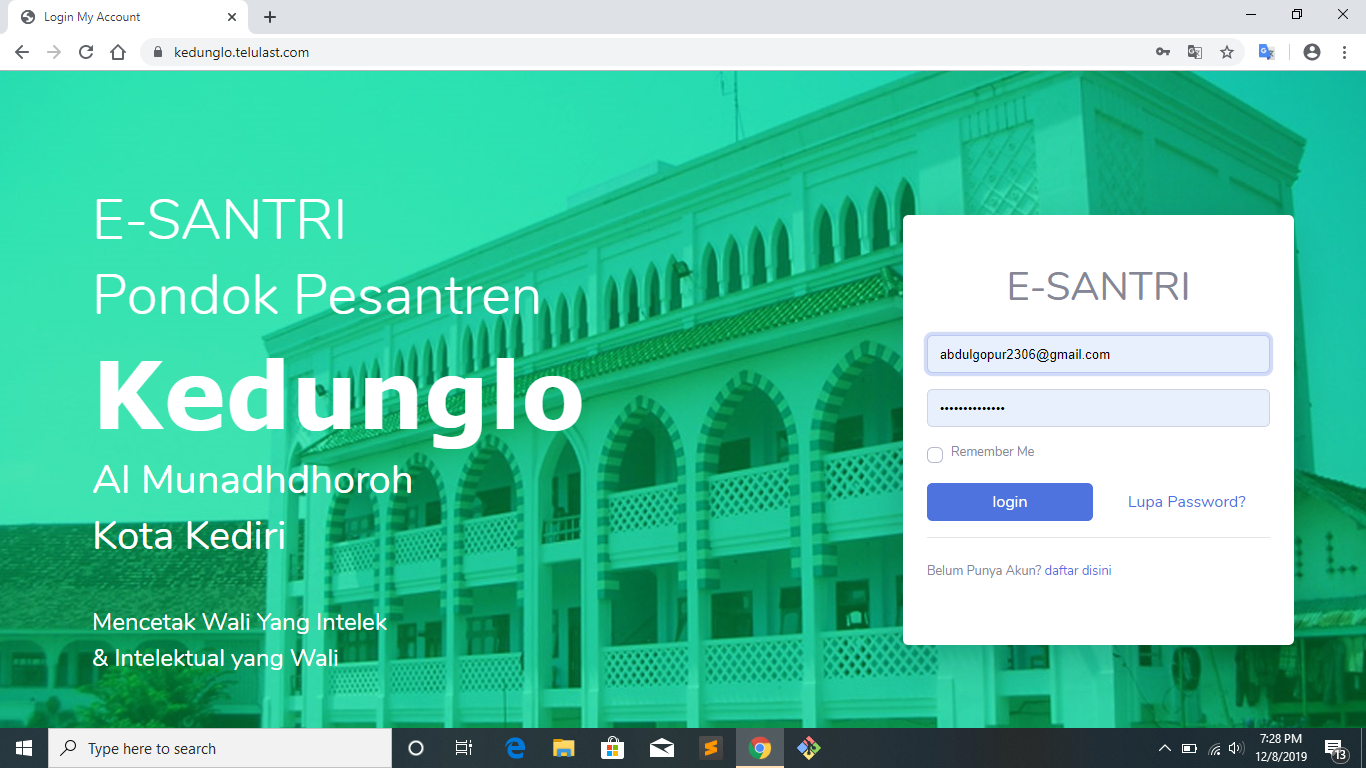 Login My Account
kedunglo.telulast.com
E-SANTRI
Pondok Pesantren
Kedunglo
Al Munadhdhoroh
Kota Kediri
Mencetak Wali Yang Intelek
& Intelektual yang Wali
E-SANTRI
abdulgopur2306@gmail.com
••••••••••••••
Remember Me
login
Lupa Password?
Belum Punya Akun? daftar disini
Type here to search
7:28 PM
12/8/2019
13